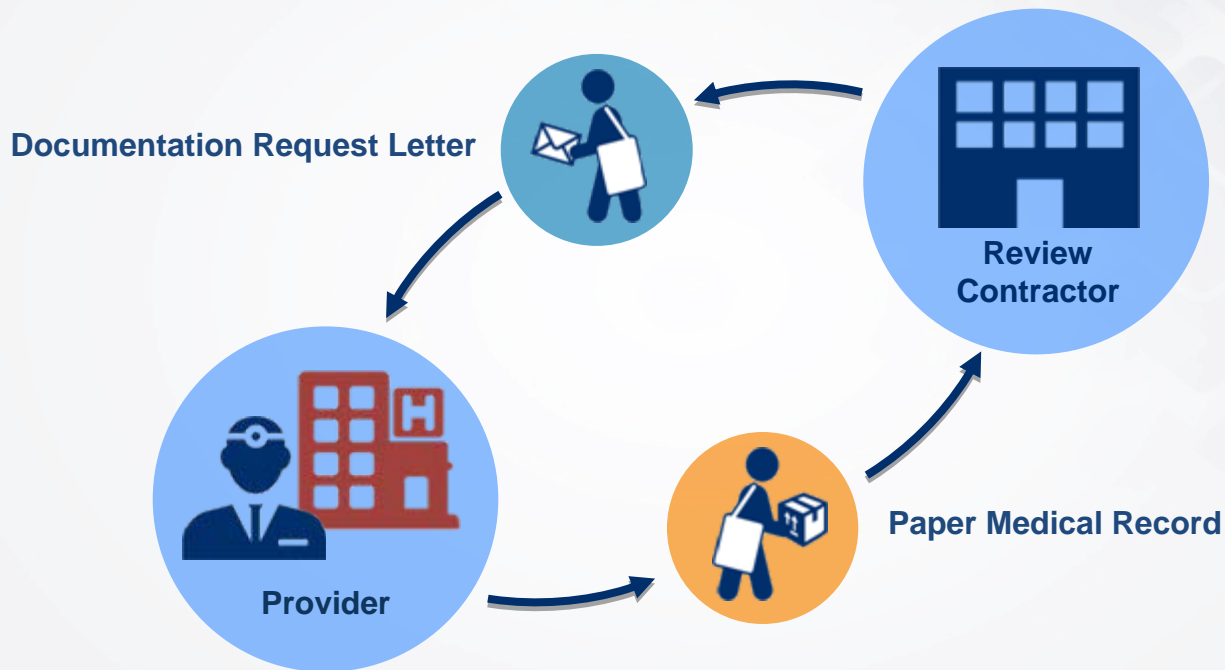 Documentation Request Letter
Review
Contractor
H
Paper Medical Record
Provider